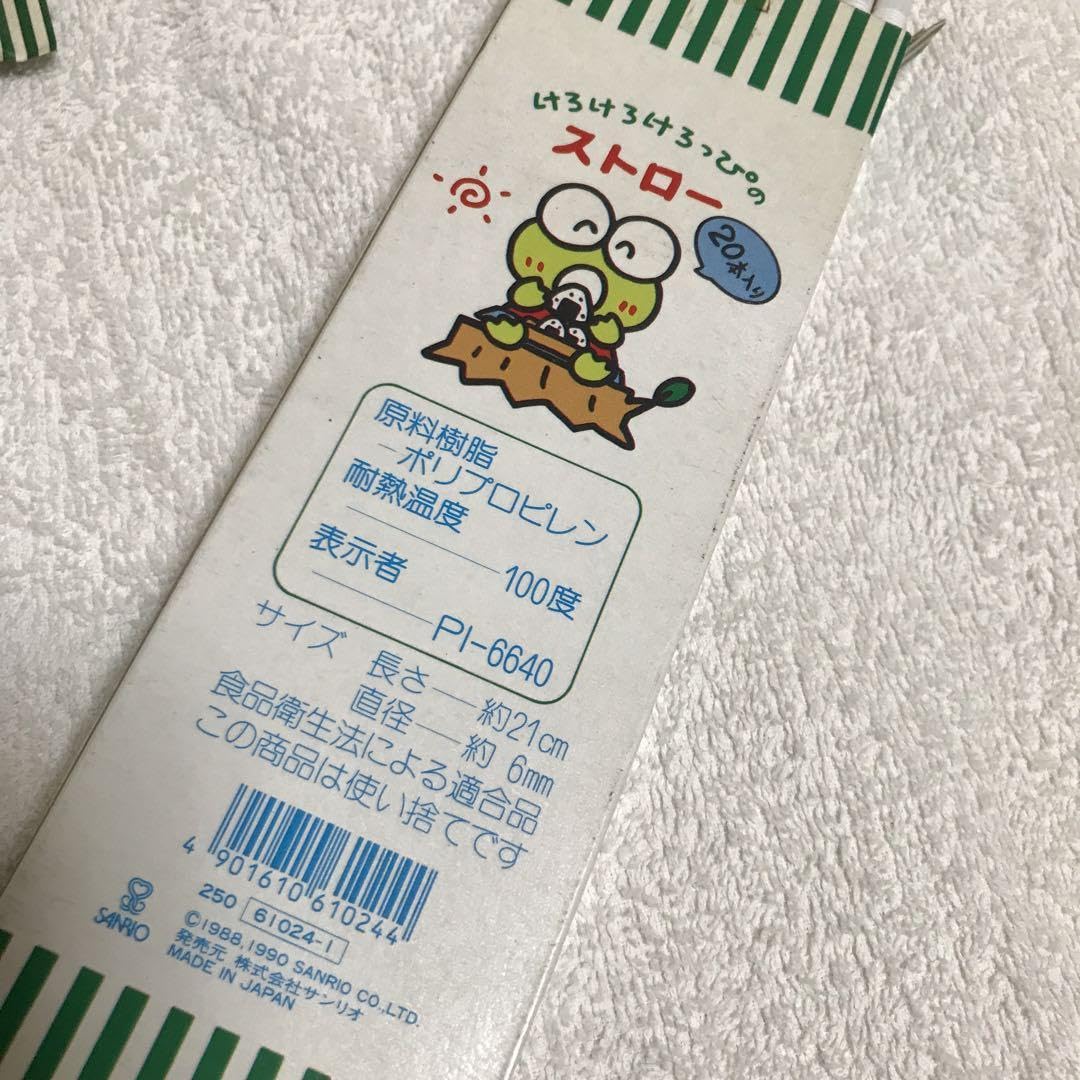 けろけろけろっぴの
ストロー
20本入り
原料樹脂
ーポリプロピレン
耐熱温度
100度
表示者
PI-6640
サイズ 長さ──約21cm
直径──約 6mm
食品衛生法による適合品
この商品は使い捨てです
4 901610 610244
250 61024-1
SANRIO
©1988,1990 SANRIO CO.,LTD.
発売元 株式会社サンリオ
MADE IN JAPAN